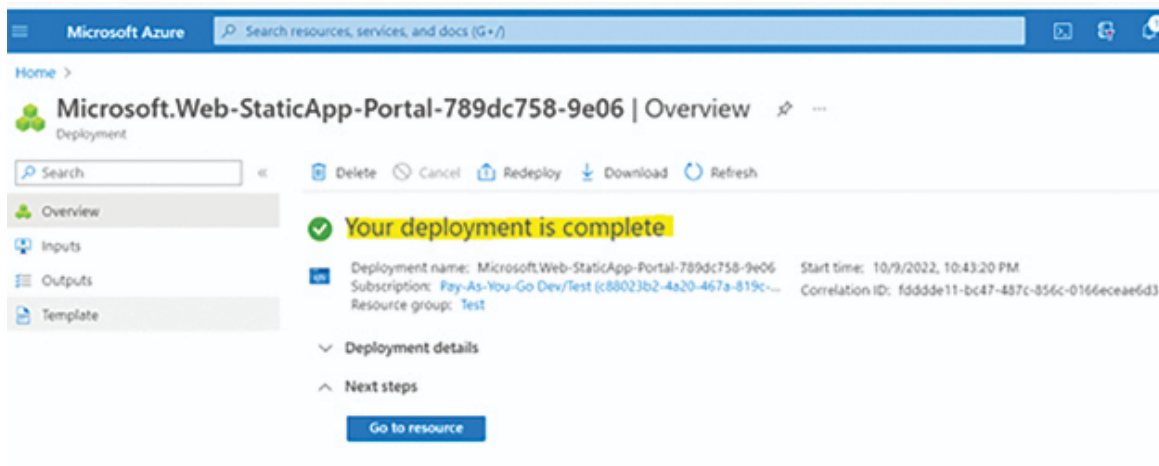 Microsoft Azure
Search resources, services, and docs (G+/)
Home >
Microsoft.Web-StaticApp-Portal-789dc758-9e06 | Overview
Deployment
Search
Delete Cancel Redeploy Download Refresh
Overview
Inputs
Outputs
Template
Your deployment is complete
Deployment name: Microsoft.Web-StaticApp-Portal-789dc758-9e06
Subscription: Pay-As-You-Go Dev/Test (c88023b2-4a20-467a-819c-...
Resource group: Test
Start time: 10/9/2022, 10:43:20 PM
Correlation ID: fdddde11-bc47-487c-856c-0166eceae6d3
Deployment details
Next steps
Go to resource